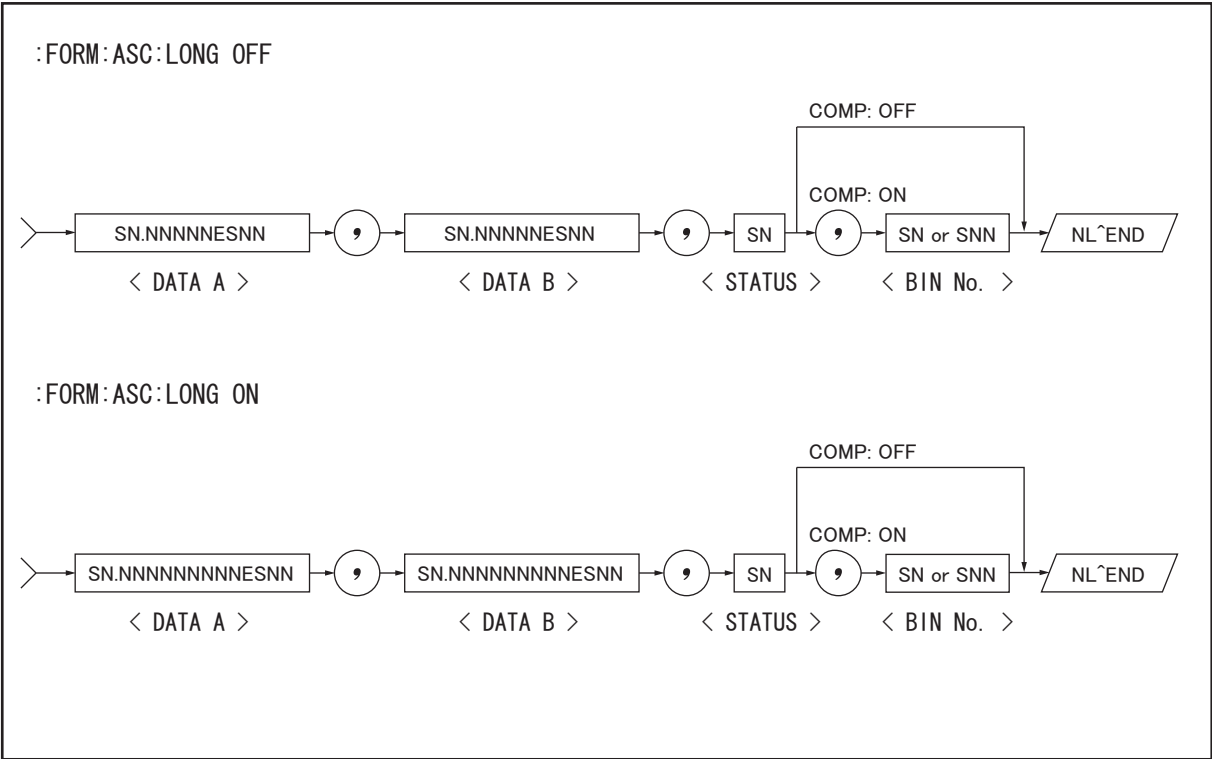 :FORM:ASC:LONG OFF
COMP: OFF
COMP: ON
SN.NNNNNESNN , SN.NNNNNESNN , SN , SN or SNN NL^END
< DATA A > < DATA B > < STATUS > < BIN No. >
:FORM:ASC:LONG ON
COMP: OFF
COMP: ON
SN.NNNNNNNNNESNN , SN.NNNNNNNNNESNN , SN , SN or SNN NL^END
< DATA A > < DATA B > < STATUS > < BIN No. >